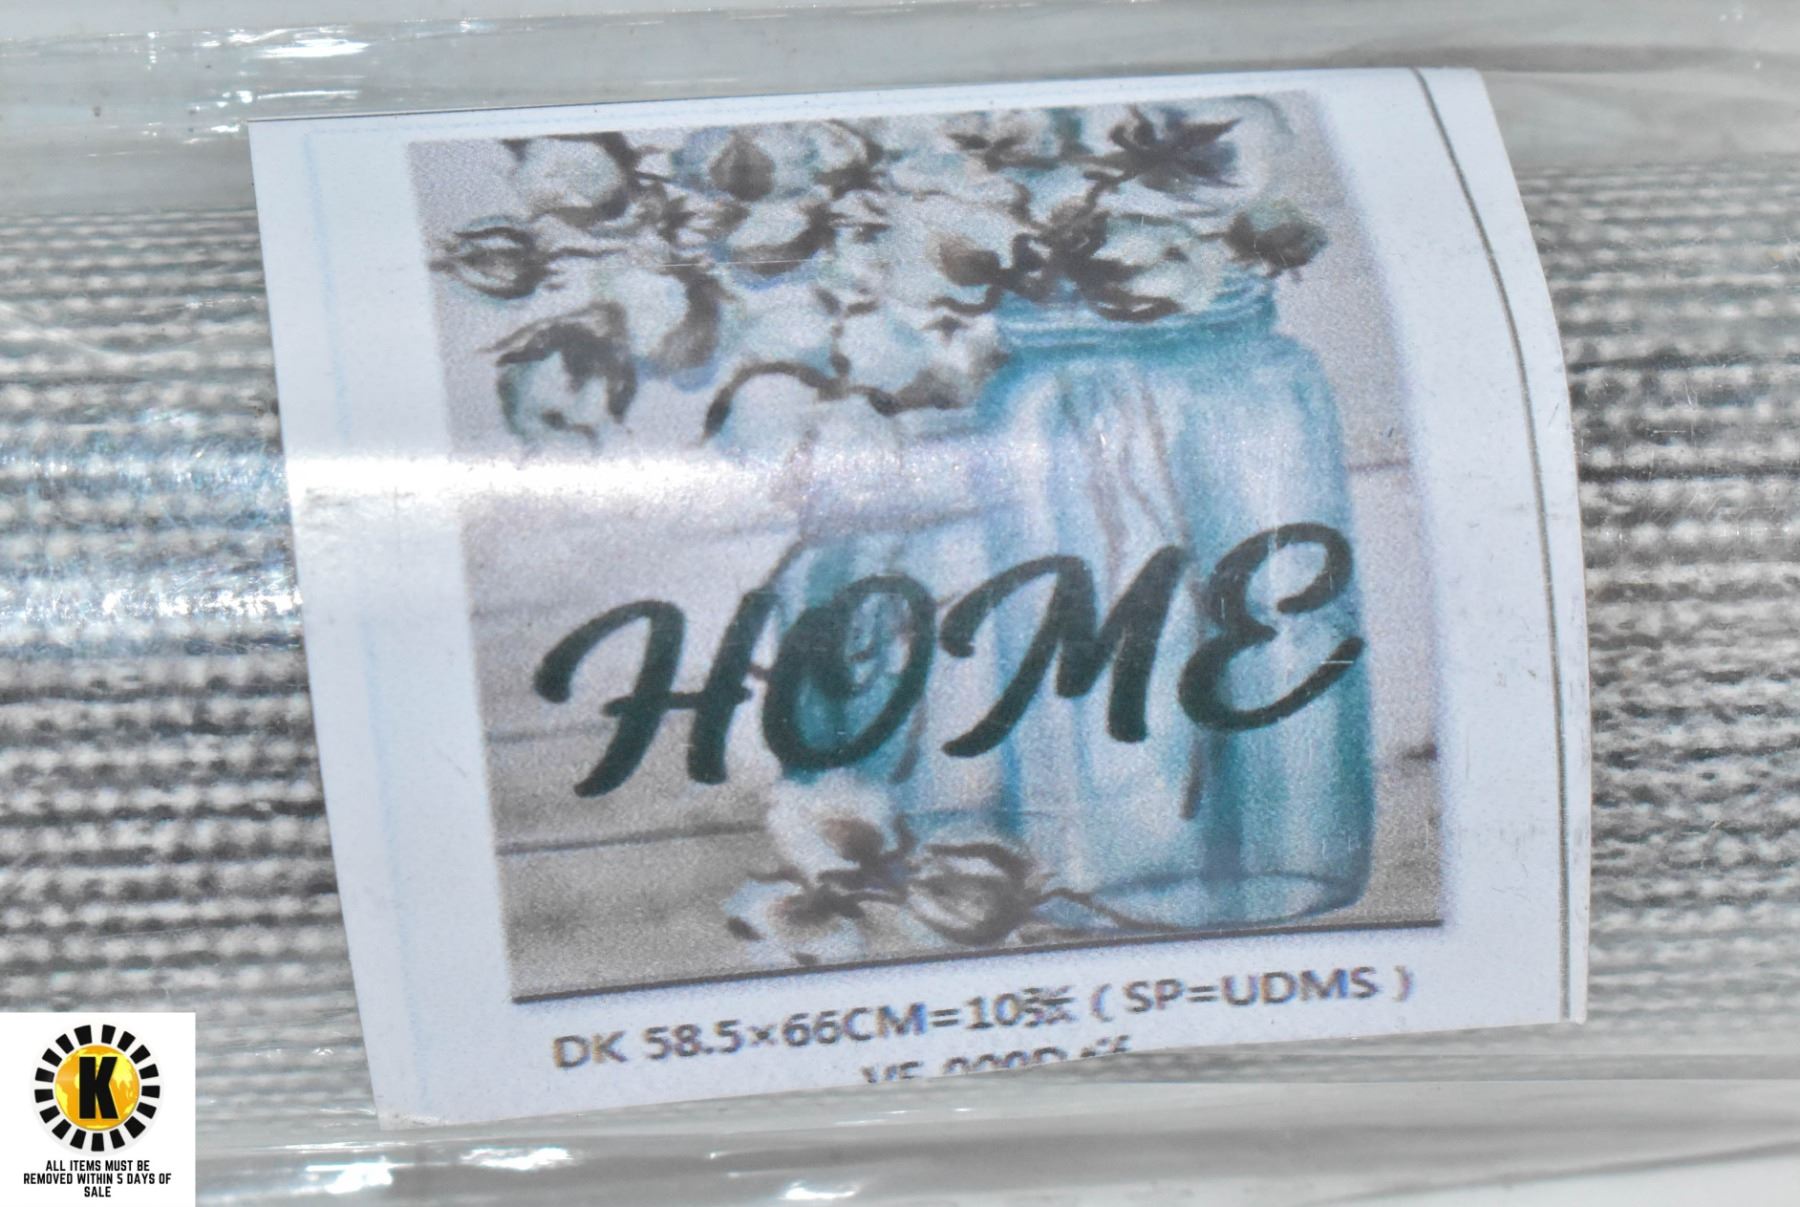 HOME
DK 58.5×66CM=10张 ( SP=UDMS )
K
ALL ITEMS MUST BE
REMOVED WITHIN 5 DAYS OF
SALE